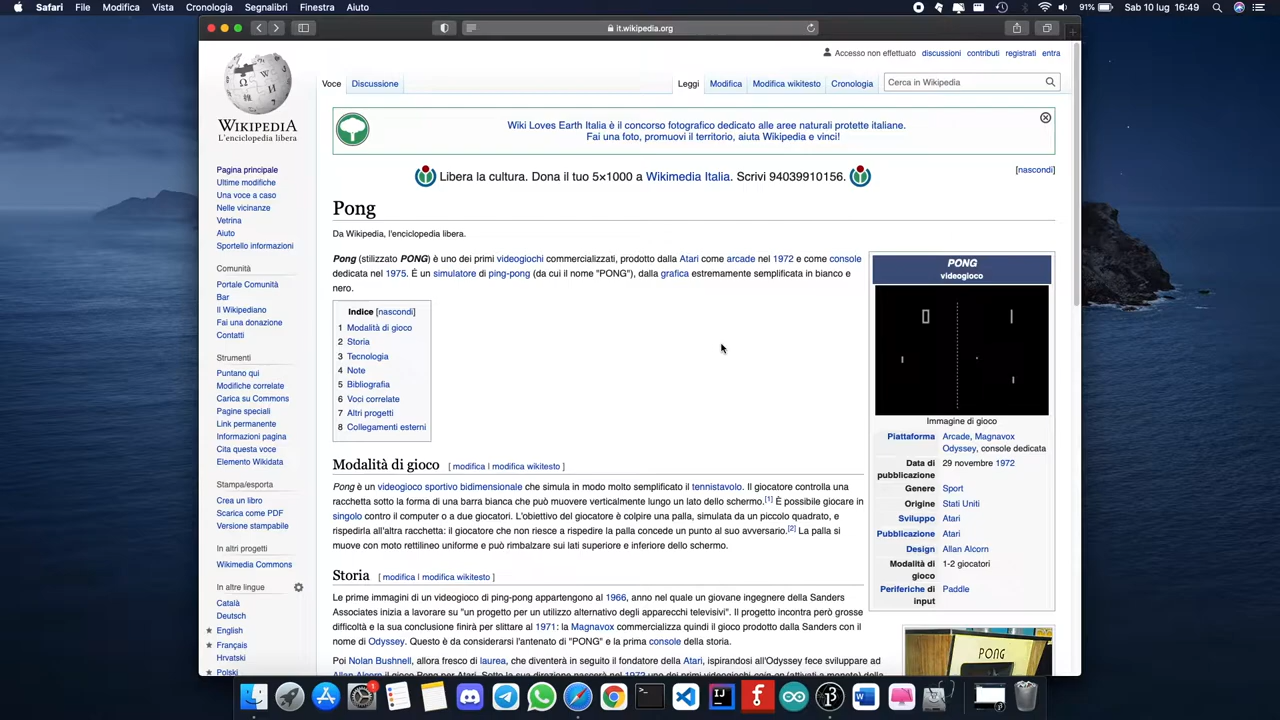 Safari File Modifica Vista Cronologia Segnalibri Finestra Aiuto
9% Sab 10 lug 16:49
it.wikipedia.org
WIKIPEDIA
L'enciclopedia libera
Accesso non effettuato discussioni contributi registrati entra
Voce Discussione
Leggi Modifica Modifica wikitesto Cronologia
Cerca in Wikipedia
Wiki Loves Earth Italia è il concorso fotografico dedicato alle aree naturali protette italiane.
Fai una foto, promuovi il territorio, aiuta Wikipedia e vinci!
Libera la cultura. Dona il tuo 5×1000 a Wikimedia Italia. Scrivi 94039910156.
[nascondi]
Pagina principale
Ultime modifiche
Una voce a caso
Nelle vicinanze
Vetrina
Aiuto
Sportello informazioni
Comunità
Portale Comunità
Bar
Il Wikipediano
Fai una donazione
Contatti
Strumenti
Puntano qui
Modifiche correlate
Carica su Commons
Pagine speciali
Link permanente
Informazioni pagina
Cita questa voce
Elemento Wikidata
Stampa/esporta
Crea un libro
Scarica come PDF
Versione stampabile
In altri progetti
Wikimedia Commons
In altre lingue
Català
Deutsch
English
Français
Hrvatski
Polski
Pong
Da Wikipedia, l'enciclopedia libera.
Pong (stilizzato PONG) è uno dei primi videogiochi commercializzati, prodotto dalla Atari come arcade nel 1972 e come console
dedicata nel 1975. È un simulatore di ping-pong (da cui il nome "PONG"), dalla grafica estremamente semplificata in bianco e
nero.
Indice [nascondi]
1 Modalità di gioco
2 Storia
3 Tecnologia
4 Note
5 Bibliografia
6 Voci correlate
7 Altri progetti
8 Collegamenti esterni
Modalità di gioco [ modifica | modifica wikitesto ]
Pong è un videogioco sportivo bidimensionale che simula in modo molto semplificato il tennistavolo. Il giocatore controlla una
racchetta sotto la forma di una barra bianca che può muovere verticalmente lungo un lato dello schermo.[1] È possibile giocare in
singolo contro il computer o a due giocatori. L'obiettivo del giocatore è colpire una palla, simulata da un piccolo quadrato, e
rispedirla all'altra racchetta: il giocatore che non riesce a rispedire la palla concede un punto al suo avversario.[2] La palla si
muove con moto rettilineo uniforme e può rimbalzare sui lati superiore e inferiore dello schermo.
Storia [ modifica | modifica wikitesto ]
Le prime immagini di un videogioco di ping-pong appartengono al 1966, anno nel quale un giovane ingegnere della Sanders
Associates inizia a lavorare su "un progetto per un utilizzo alternativo degli apparecchi televisivi". Il progetto incontra però grosse
difficoltà e la sua conclusione finirà per slittare al 1971: la Magnavox commercializza quindi il gioco prodotto dalla Sanders con il
nome di Odyssey. Questo è da considerarsi l'antenato di "PONG" e la prima console della storia.
Poi Nolan Bushnell, allora fresco di laurea, che diventerà in seguito il fondatore della Atari, ispirandosi all'Odyssey fece sviluppare ad
PONG
videogioco
0
Immagine di gioco
Piattaforma Arcade, Magnavox
Odyssey, console dedicata
Data di
pubblicazione 29 novembre 1972
Genere Sport
Origine Stati Uniti
Sviluppo Atari
Pubblicazione Atari
Design Allan Alcorn
Modalità di
gioco 1-2 giocatori
Periferiche di
input Paddle
PONG